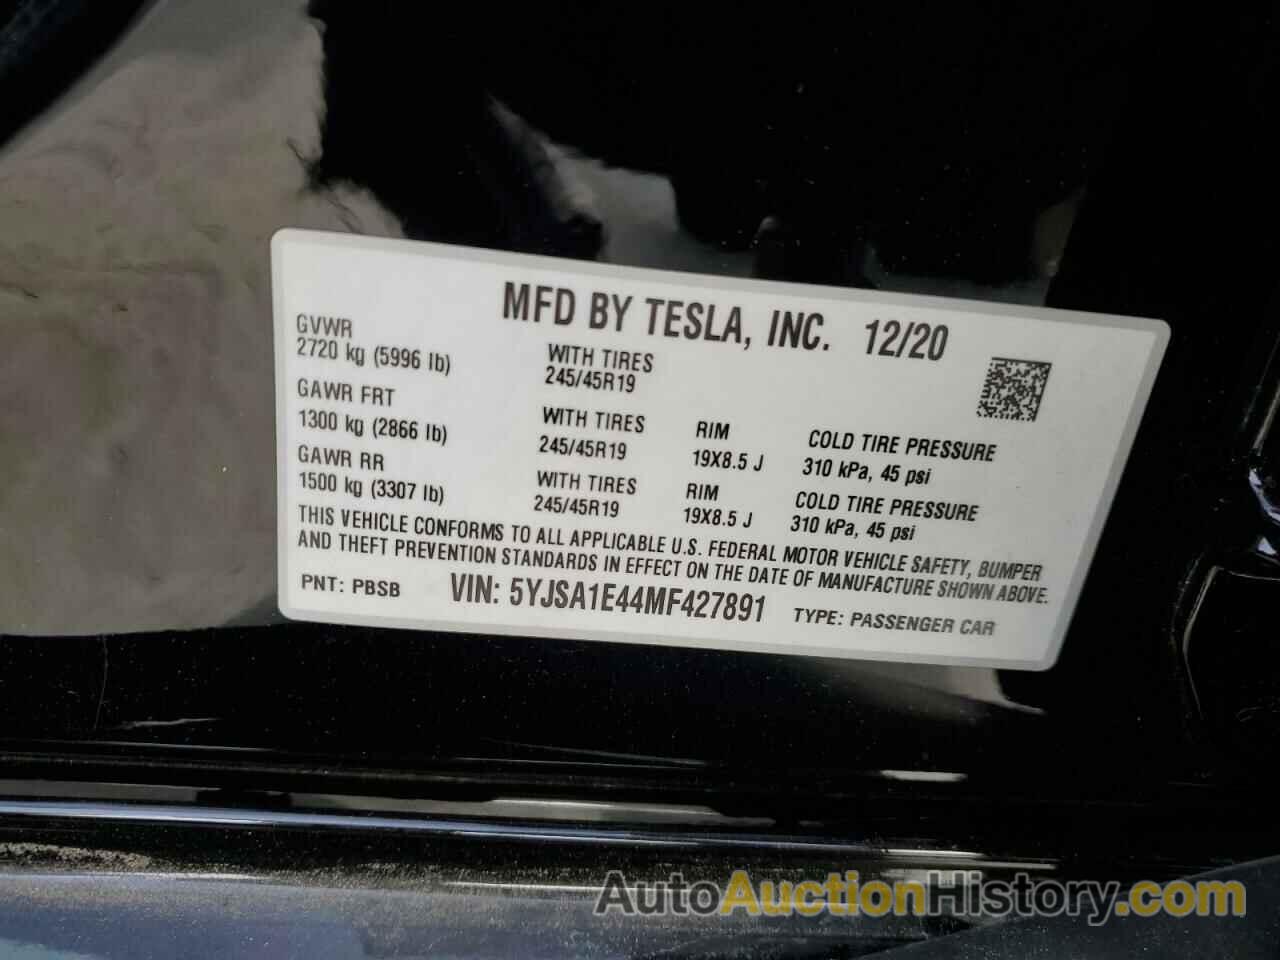 MFD BY TESLA, INC. 12/20
GVWR
2720 kg (5996 lb)
WITH TIRES
245/45R19
GAWR FRT
1300 kg (2866 lb)
WITH TIRES
245/45R19
RIM
19X8.5 J
COLD TIRE PRESSURE
310 kPa, 45 psi
GAWR RR
1500 kg (3307 lb)
WITH TIRES
245/45R19
RIM
19X8.5 J
COLD TIRE PRESSURE
310 kPa, 45 psi
THIS VEHICLE CONFORMS TO ALL APPLICABLE U.S. FEDERAL MOTOR VEHICLE SAFETY, BUMPER
AND THEFT PREVENTION STANDARDS IN EFFECT ON THE DATE OF MANUFACTURE SHOWN ABOVE.
PNT: PBSB VIN: 5YJSA1E44MF427891 TYPE: PASSENGER CAR
AutoAuctionHistory.com